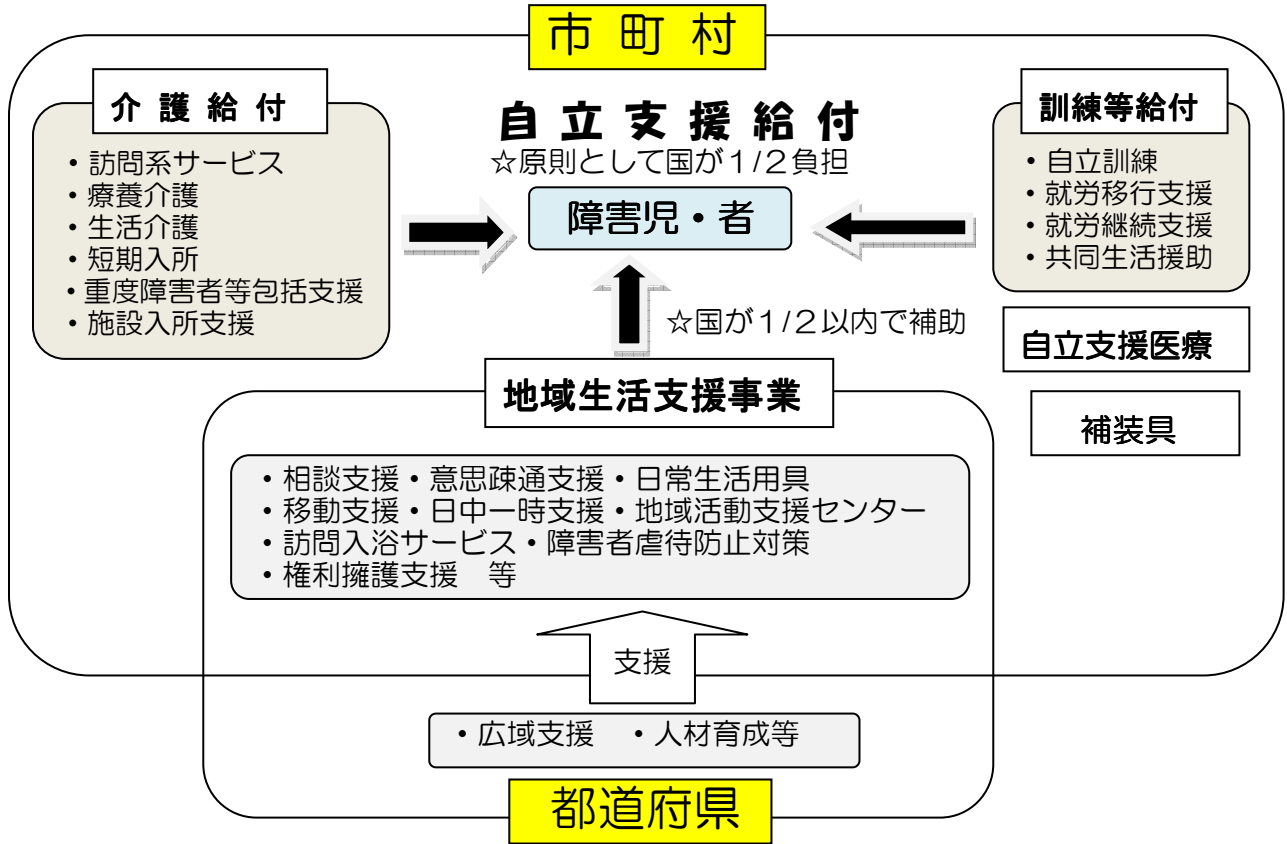 市 町 村
介 護 給 付
・訪問系サービス
・療養介護
・生活介護
・短期入所
・重度障害者等包括支援
・施設入所支援
自 立 支 援 給 付
☆原則として国が1/2負担
障害児・者
訓練等給付
・自立訓練
・就労移行支援
・就労継続支援
・共同生活援助
☆国が1/2以内で補助
自立支援医療
補装具
地域生活支援事業
・相談支援・意思疎通支援・日常生活用具
・移動支援・日中一時支援・地域活動支援センター
・訪問入浴サービス・障害者虐待防止対策
・権利擁護支援 等
支援
・広域支援 ・人材育成等
都道府県